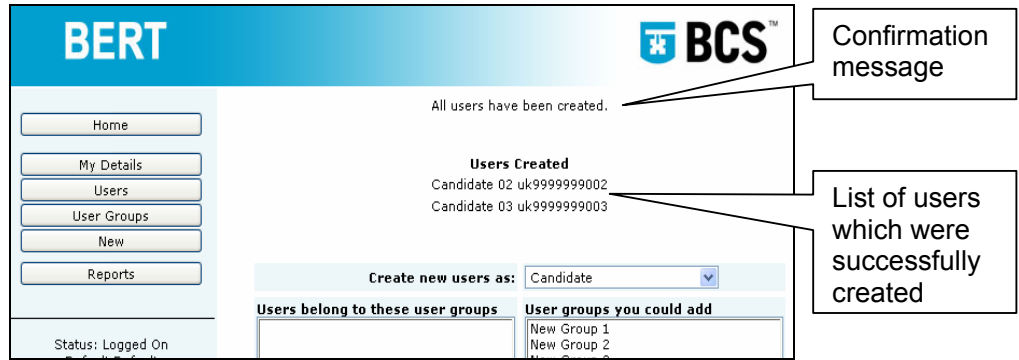 BERT
BCS™
Confirmation
message
All users have been created.
Home
My Details
Users
User Groups
New
Reports
Users Created
Candidate 02 uk9999999002
Candidate 03 uk9999999003
List of users
which were
successfully
created
Create new users as: Candidate
Users belong to these user groups
User groups you could add
New Group 1
New Group 2
Status: Logged On